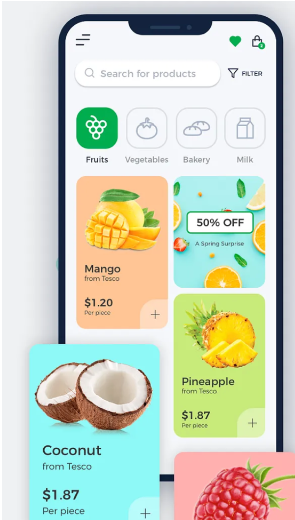 Search for products
FILTER
Fruits
Vegetables
Bakery
Milk
50% OFF
A Spring Surprise
Mango
from Tesco
$1.20
Per piece
Pineapple
from Tesco
$1.87
Per piece
Coconut
from Tesco
$1.87
Per piece